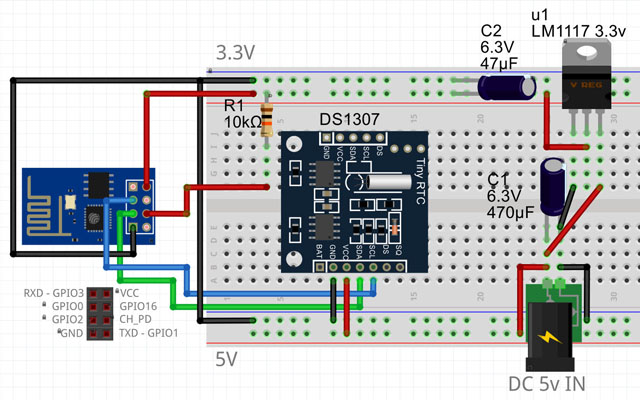 u1
LM1117 3.3v
C2
6.3V
47µF
3.3V
V REG
R1
10kΩ
DS1307
GND
VCC
SDA
SCL
DS
Tiny RTC
C1
6.3V
470µF
BAT
GND
VCC
SDA
SCL
DS
SQ
RXD - GPIO3
VCC
GPIO0
GPIO16
GPIO2
CH_PD
GND
TXD - GPIO1
5V
DC 5v IN